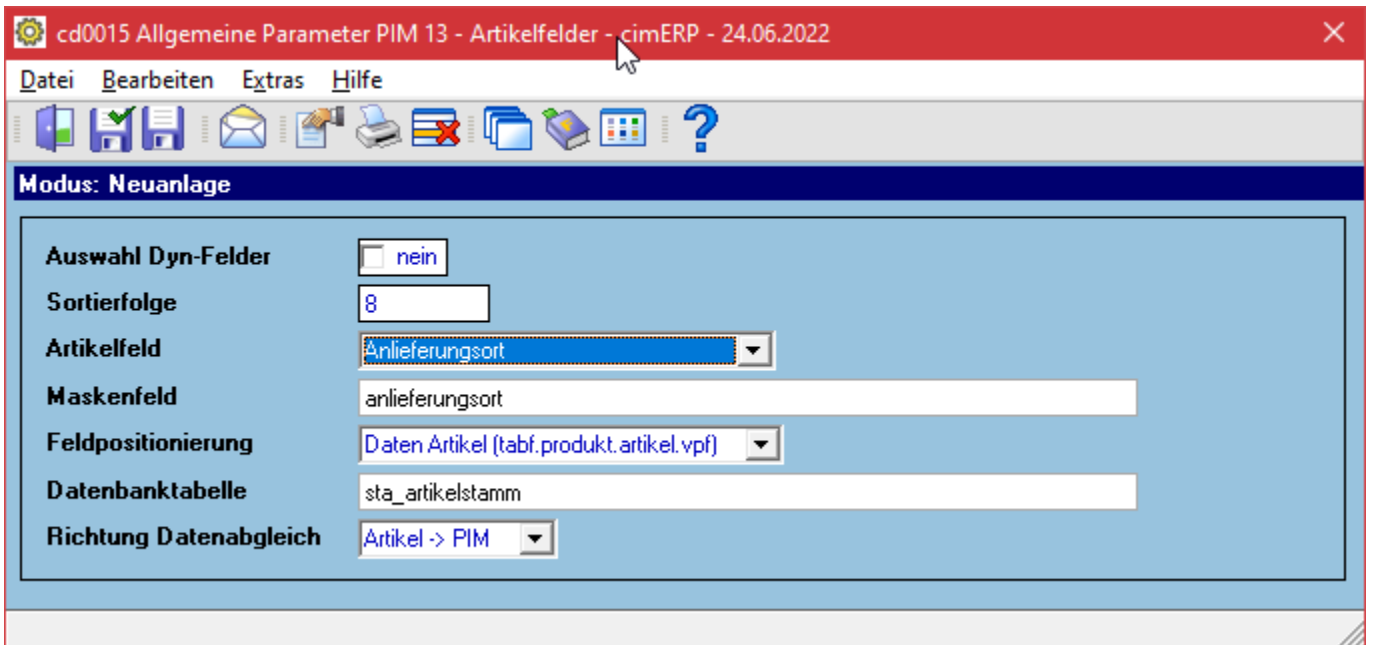 cd0015 Allgemeine Parameter PIM 13 - Artikelfelder - cimERP - 24.06.2022
Datei Bearbeiten Extras Hilfe
Modus: Neuanlage
Auswahl Dyn-Felder nein
Sortierfolge 8
Artikelfeld Anlieferungsort
Maskenfeld anlieferungsort
Feldpositionierung Daten Artikel (tabf.produkt.artikel.vpf)
Datenbanktabelle sta_artikelstamm
Richtung Datenabgleich Artikel -> PIM